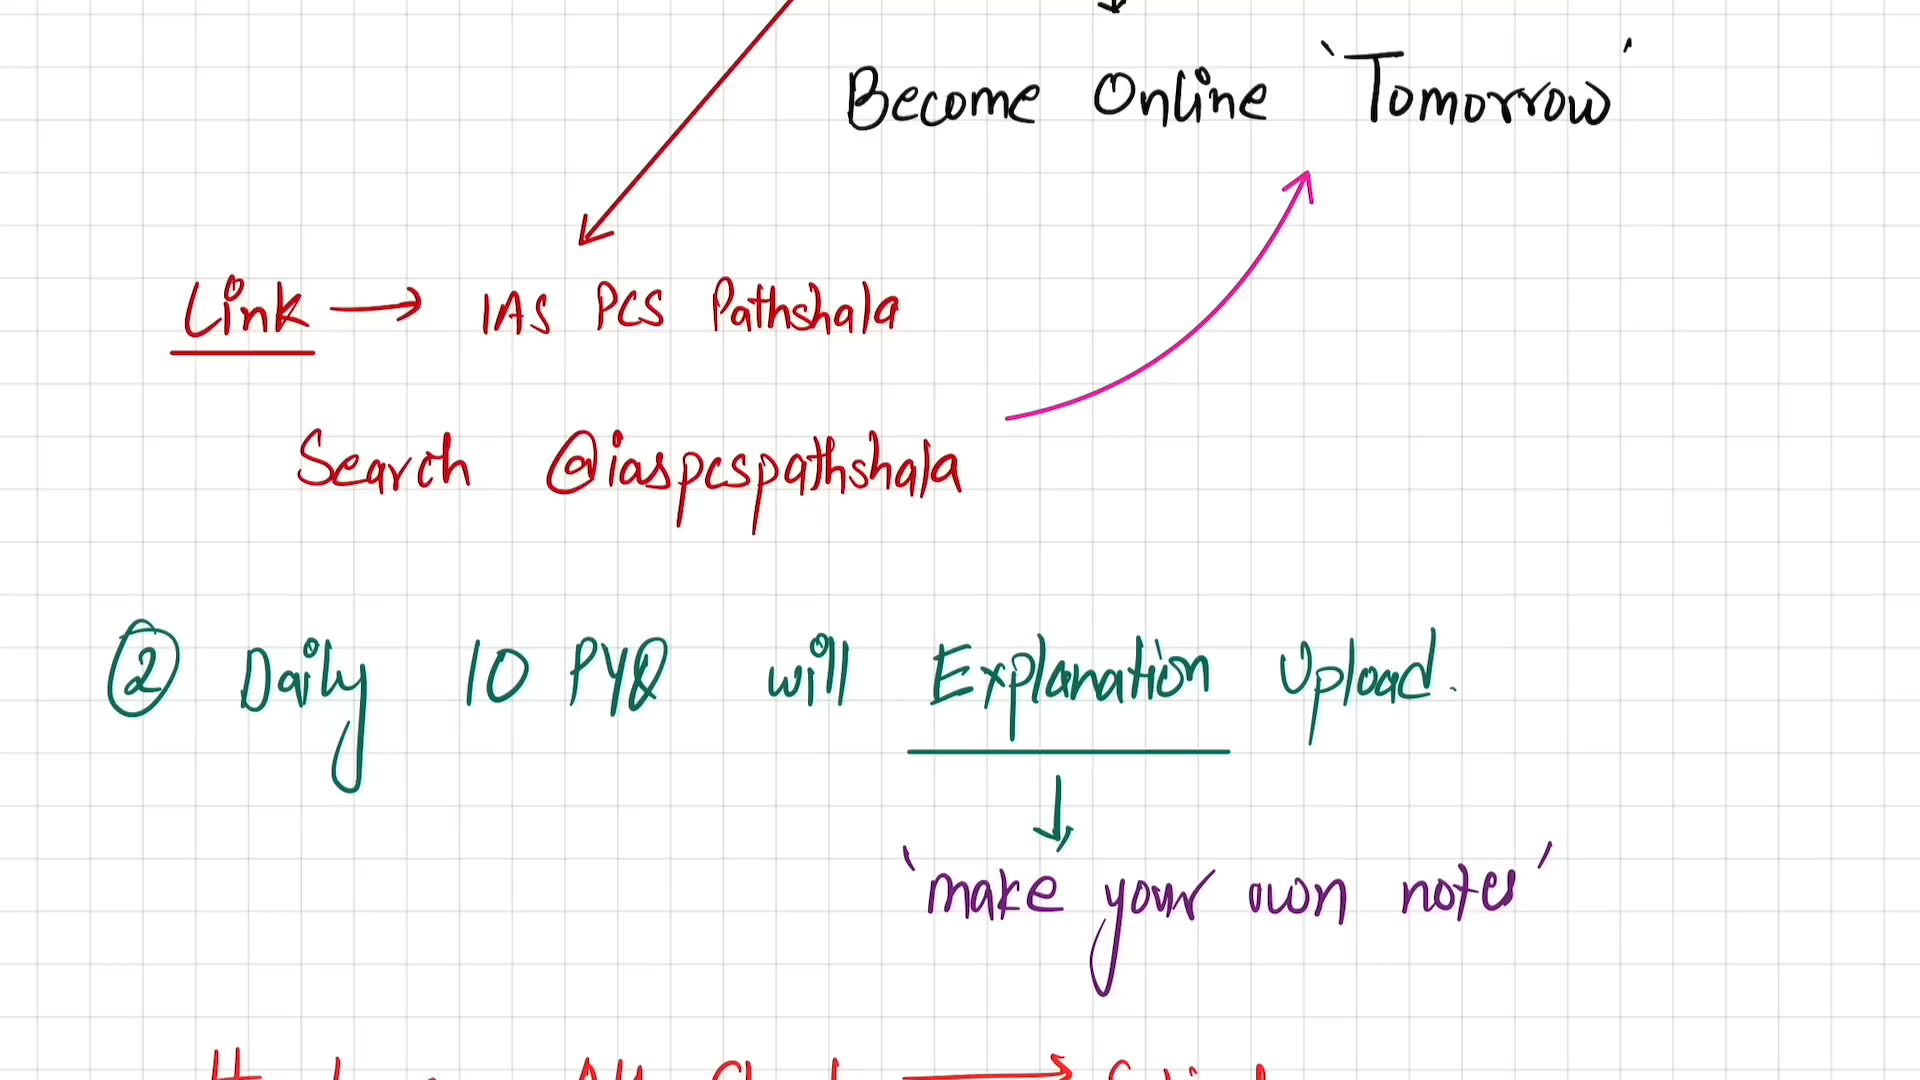 Become Online 'Tomorrow'
Link → IAS PCS Pathshala
Search @iaspcspathshala
② Daily 10 PYQ will Explanation Upload.
'make your own notes'